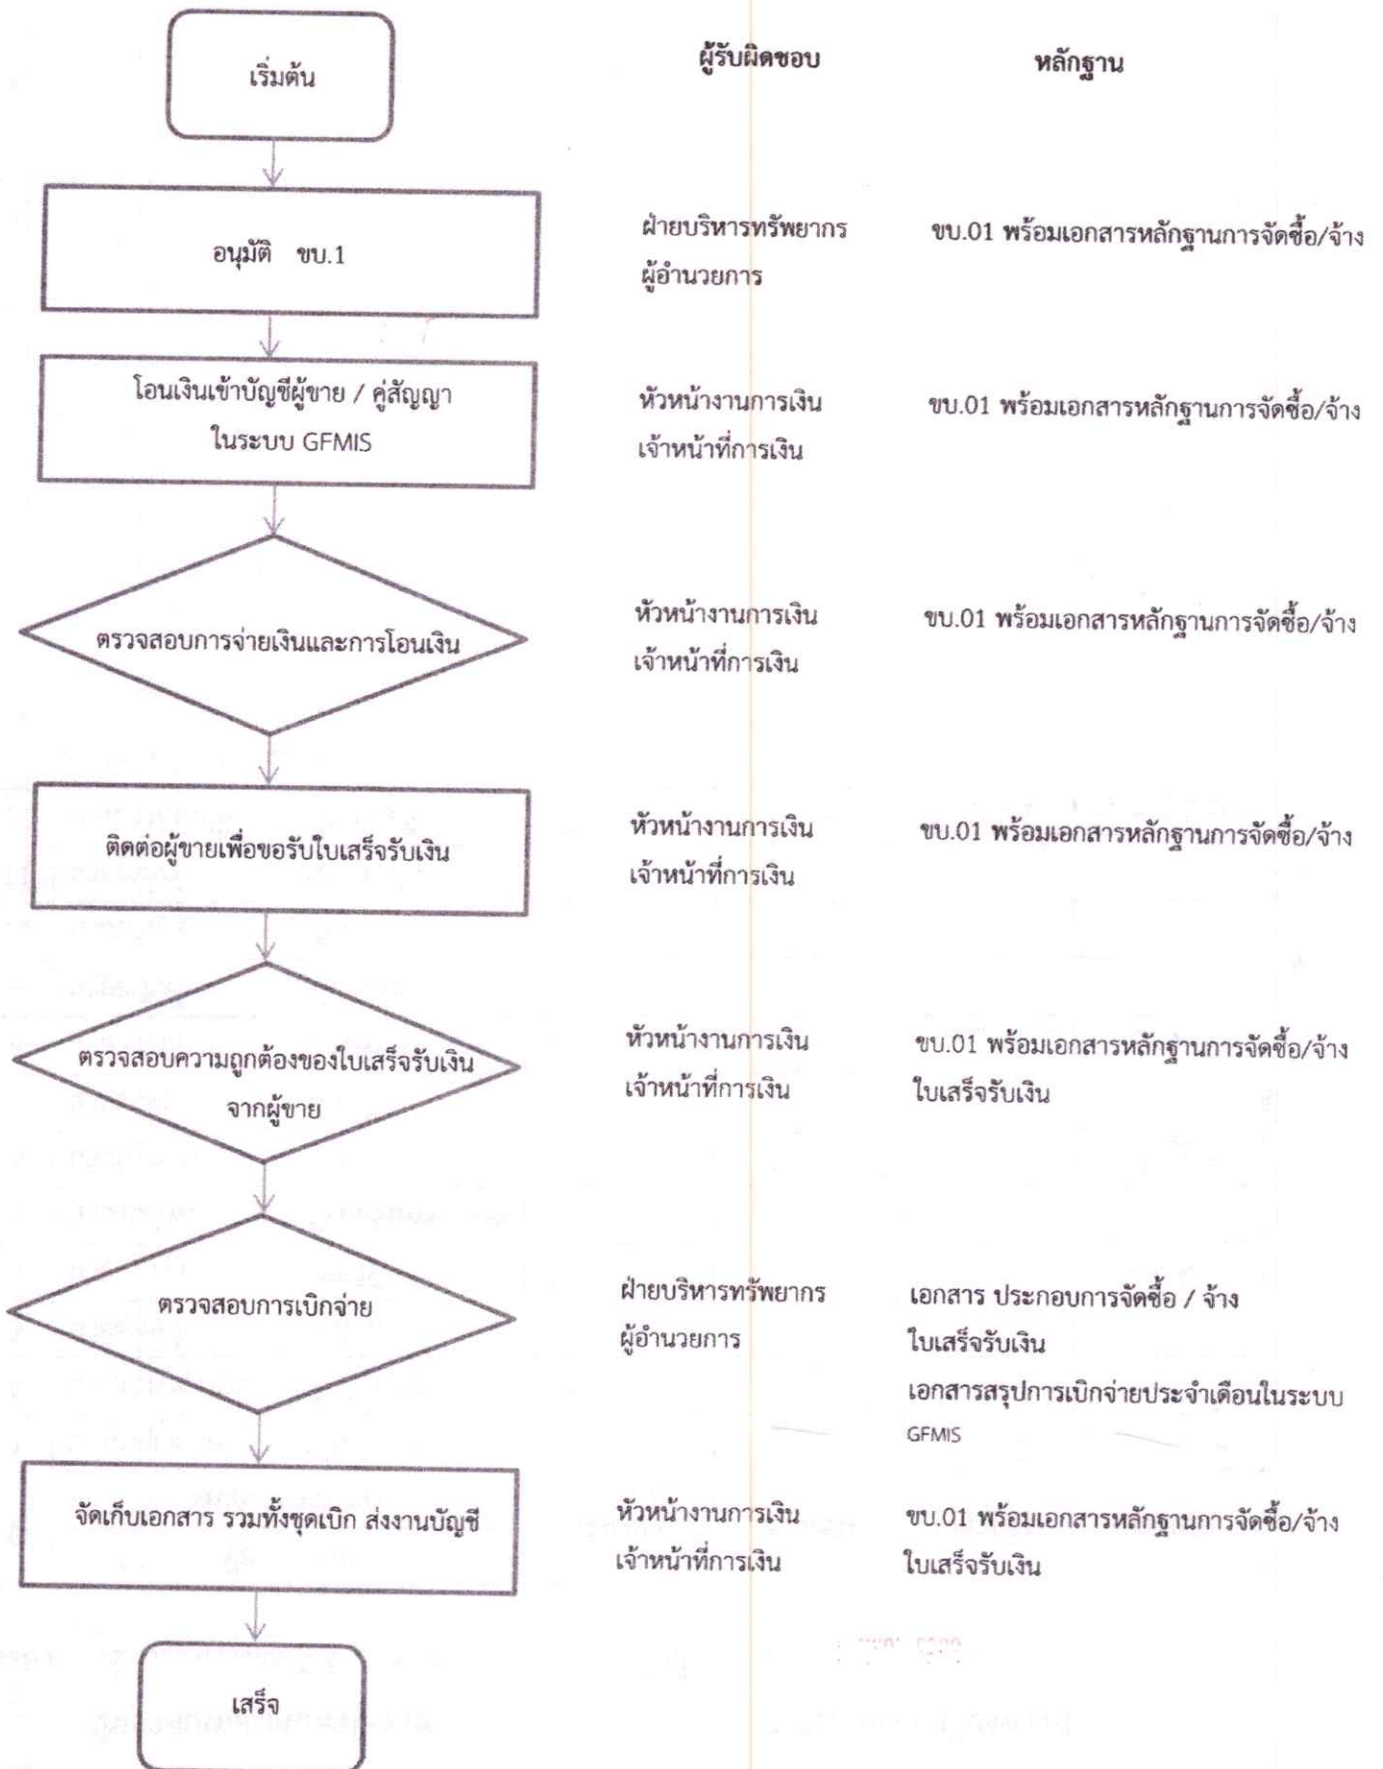 เริ่มต้น
ผู้รับผิดชอบ
หลักฐาน
อนุมัติ ขบ.1
ฝ่ายบริหารทรัพยากร
ผู้อำนวยการ
ขบ.01 พร้อมเอกสารหลักฐานการจัดซื้อ/จ้าง
โอนเงินเข้าบัญชีผู้ขาย / คู่สัญญา
ในระบบ GFMIS
หัวหน้างานการเงิน
เจ้าหน้าที่การเงิน
ขบ.01 พร้อมเอกสารหลักฐานการจัดซื้อ/จ้าง
ตรวจสอบการจ่ายเงินและการโอนเงิน
หัวหน้างานการเงิน
เจ้าหน้าที่การเงิน
ขบ.01 พร้อมเอกสารหลักฐานการจัดซื้อ/จ้าง
ติดต่อผู้ขายเพื่อขอรับใบเสร็จรับเงิน
หัวหน้างานการเงิน
เจ้าหน้าที่การเงิน
ขบ.01 พร้อมเอกสารหลักฐานการจัดซื้อ/จ้าง
ตรวจสอบความถูกต้องของใบเสร็จรับเงิน
จากผู้ขาย
หัวหน้างานการเงิน
เจ้าหน้าที่การเงิน
ขบ.01 พร้อมเอกสารหลักฐานการจัดซื้อ/จ้าง
ใบเสร็จรับเงิน
ตรวจสอบการเบิกจ่าย
ฝ่ายบริหารทรัพยากร
ผู้อำนวยการ
เอกสาร ประกอบการจัดซื้อ / จ้าง
ใบเสร็จรับเงิน
เอกสารสรุปการเบิกจ่ายประจำเดือนในระบบ
GFMIS
จัดเก็บเอกสาร รวมทั้งชุดเบิก ส่งงานบัญชี
หัวหน้างานการเงิน
เจ้าหน้าที่การเงิน
ขบ.01 พร้อมเอกสารหลักฐานการจัดซื้อ/จ้าง
ใบเสร็จรับเงิน
เสร็จ